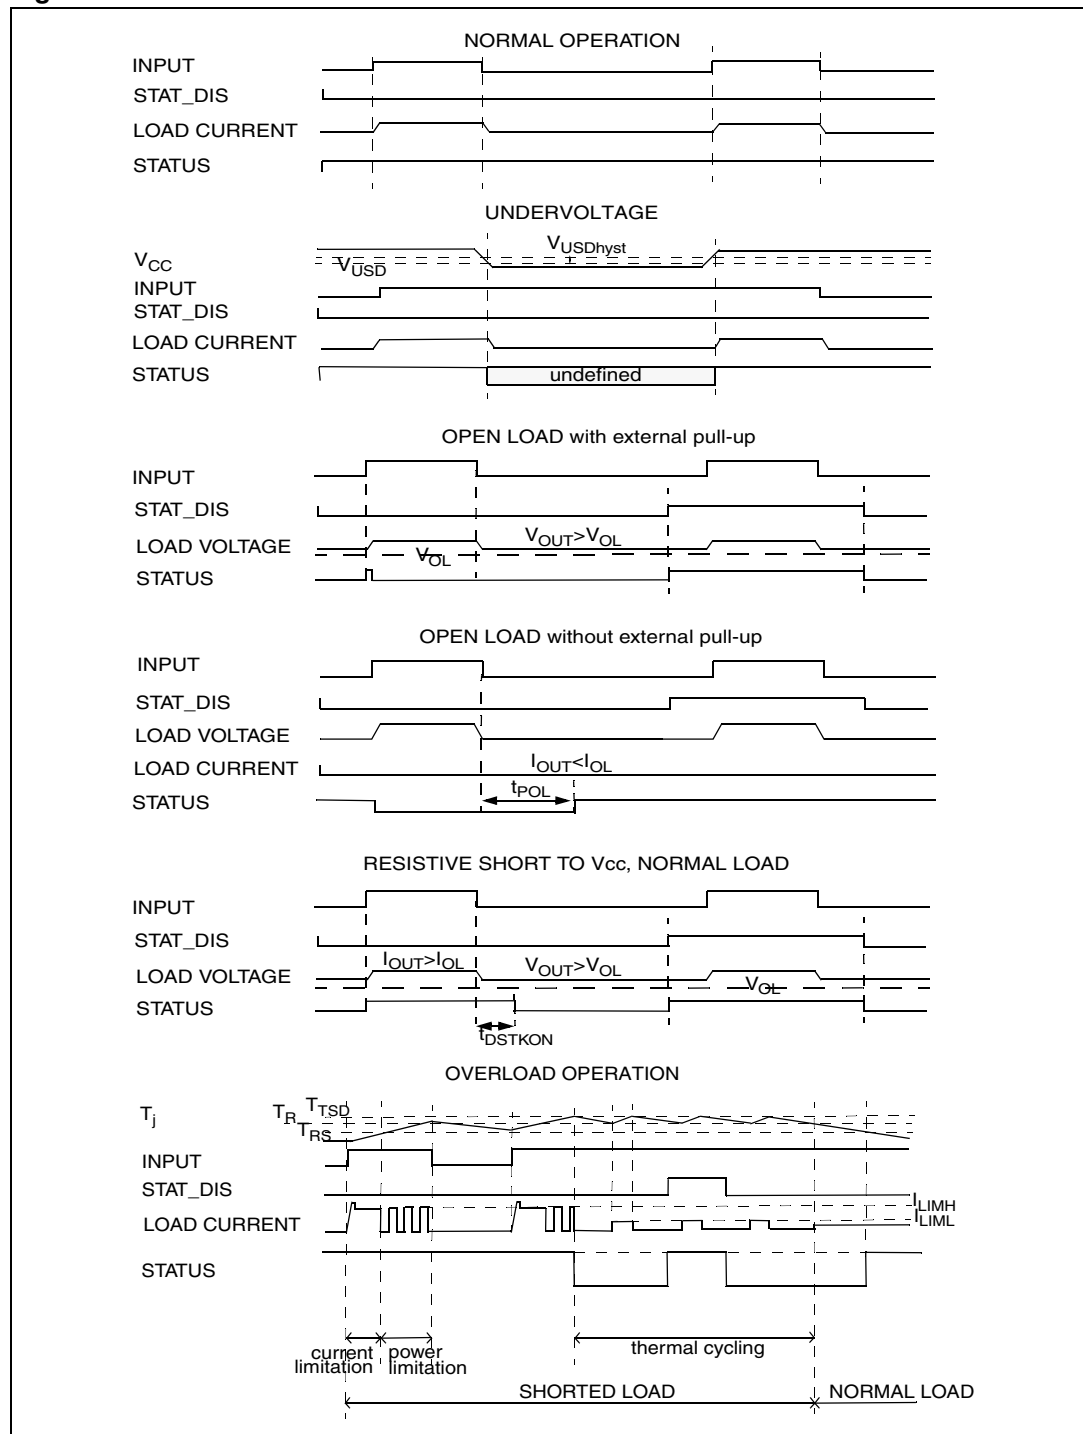 NORMAL OPERATION
INPUT
STAT_DIS
LOAD CURRENT
STATUS
UNDERVOLTAGE
VUSDhyst
VCC
VUSD
INPUT
STAT_DIS
LOAD CURRENT
STATUS
undefined
OPEN LOAD with external pull-up
INPUT
STAT_DIS
LOAD VOLTAGE
VOUT>VOL
VOL
STATUS
OPEN LOAD without external pull-up
INPUT
STAT_DIS
LOAD VOLTAGE
LOAD CURRENT
IOUT<IOL
tPOL
STATUS
RESISTIVE SHORT TO Vcc, NORMAL LOAD
INPUT
STAT_DIS
IOUT>IOL
VOUT>VOL
LOAD VOLTAGE
VOL
STATUS
tDSTKON
OVERLOAD OPERATION
Tj
TR
TTSD
TRS
INPUT
STAT_DIS
ILIMH
LOAD CURRENT
ILIML
STATUS
current
limitation
power
limitation
thermal cycling
SHORTED LOAD
NORMAL LOAD